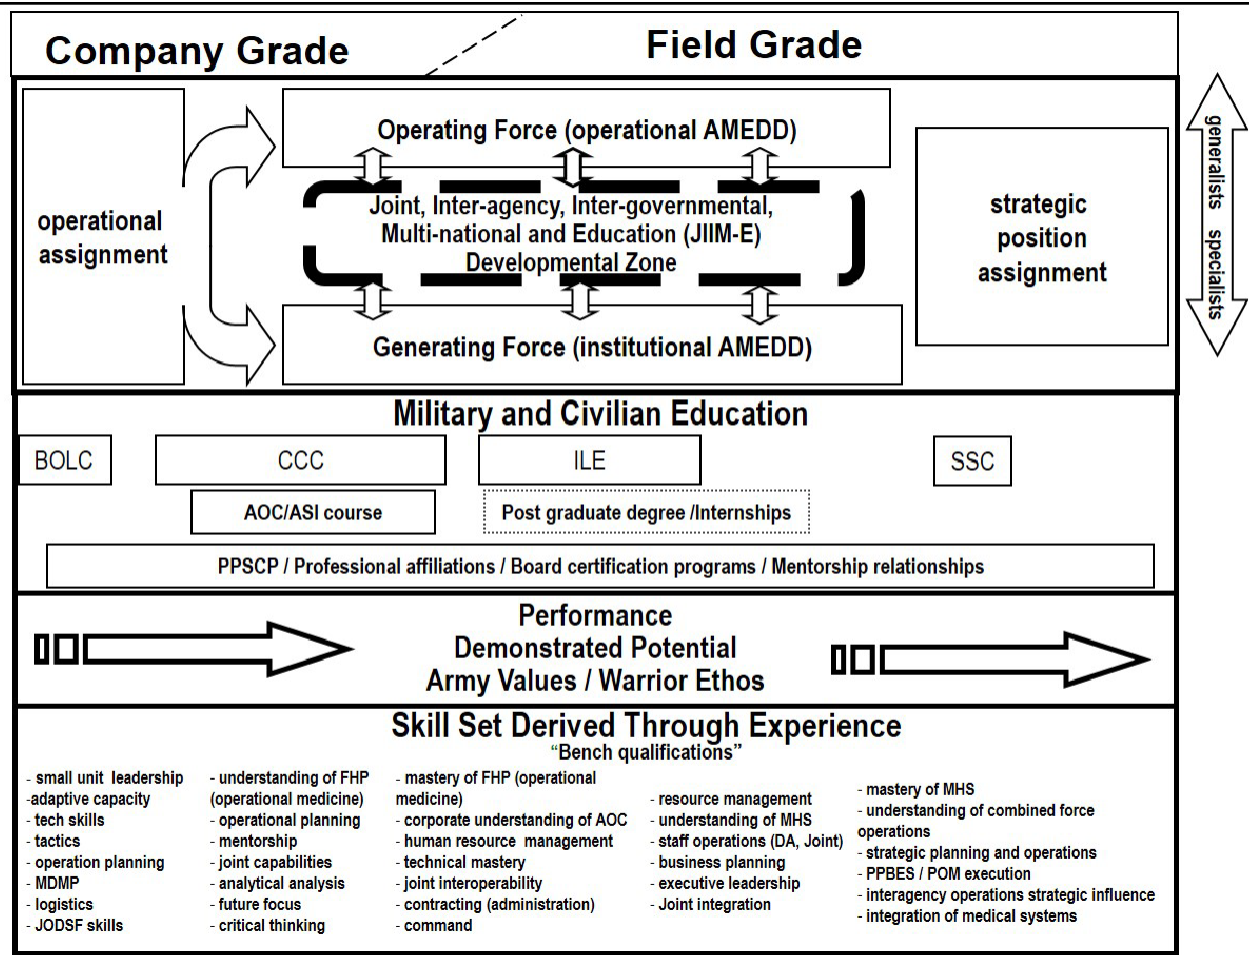 Company Grade
Field Grade
operational
assignment
Operating Force (operational AMEDD)
Joint, Inter-agency, Inter-governmental,
Multi-national and Education (JIIM-E)
Developmental Zone
Generating Force (institutional AMEDD)
strategic
position
assignment
generalists specialists
Military and Civilian Education
BOLC
CCC
ILE
SSC
AOC/ASI course
Post graduate degree /Internships
PPSCP / Professional affiliations / Board certification programs / Mentorship relationships
Performance
Demonstrated Potential
Army Values / Warrior Ethos
Skill Set Derived Through Experience
“Bench qualifications”
- small unit leadership
-adaptive capacity
- tech skills
- tactics
- operation planning
- MDMP
- logistics
- JODSF skills
- understanding of FHP
(operational medicine)
- operational planning
- mentorship
- joint capabilities
- analytical analysis
- future focus
- critical thinking
- mastery of FHP (operational
medicine)
- corporate understanding of AOC
- human resource management
- technical mastery
- joint interoperability
- contracting (administration)
- command
- resource management
- understanding of MHS
- staff operations (DA, Joint)
- business planning
- executive leadership
- Joint integration
- mastery of MHS
- understanding of combined force
operations
- strategic planning and operations
- PPBES / POM execution
- interagency operations strategic influence
- integration of medical systems